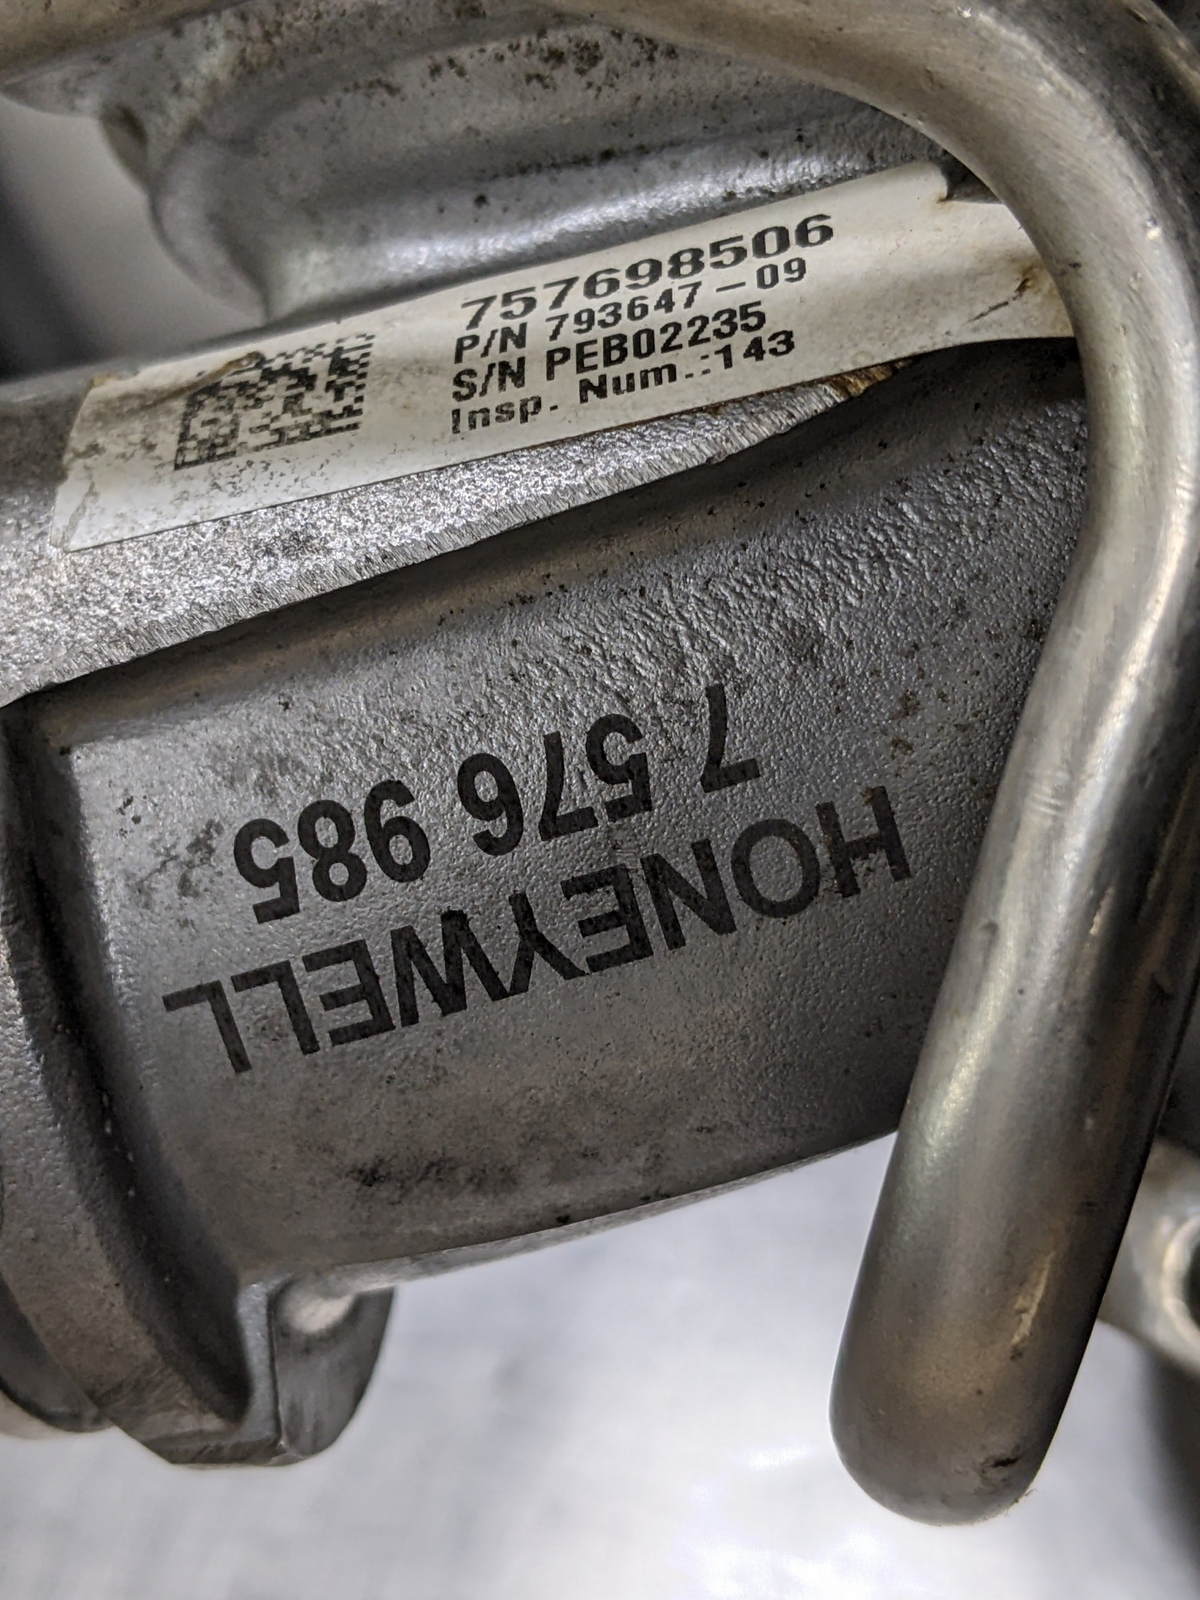 757698506
P/N 793647-09
S/N PEB02235
Insp. Num.:143
HONEYWELL
7 576 985